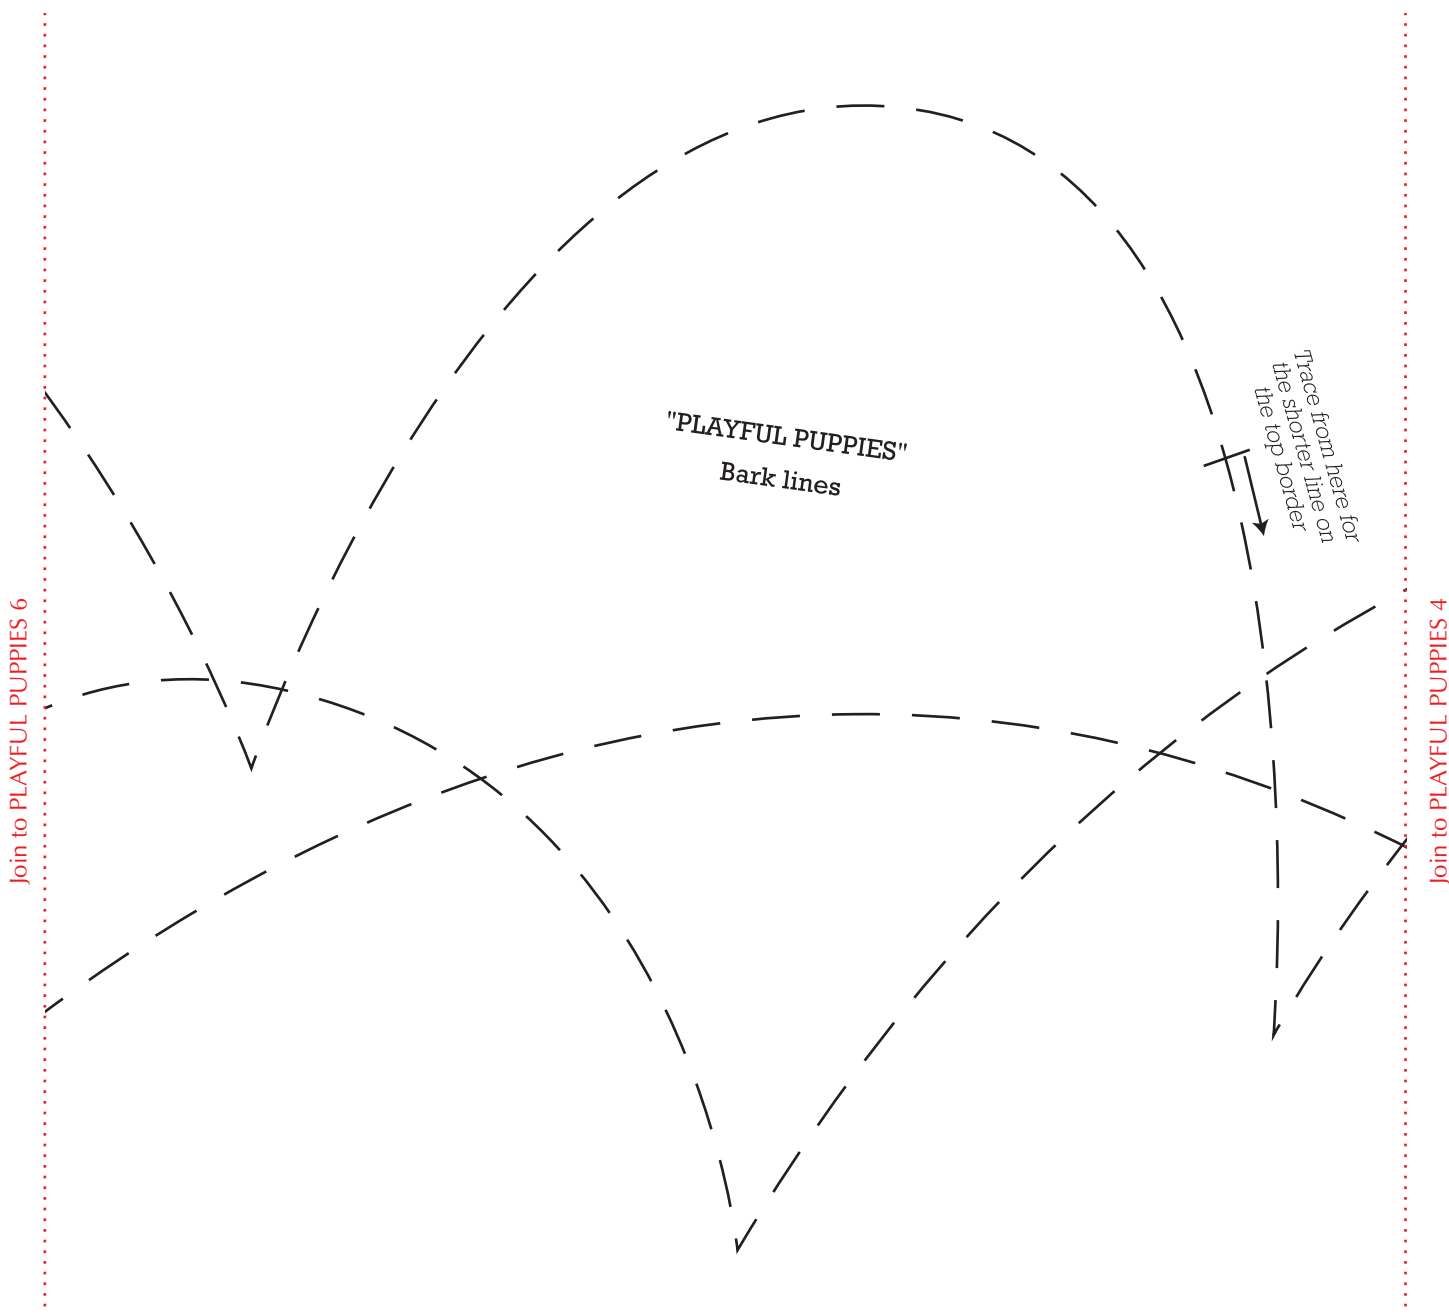 "PLAYFUL PUPPIES"
Bark lines
Trace from here for
the shorter line on
the top border
Join to PLAYFUL PUPPIES 6
Join to PLAYFUL PUPPIES 4